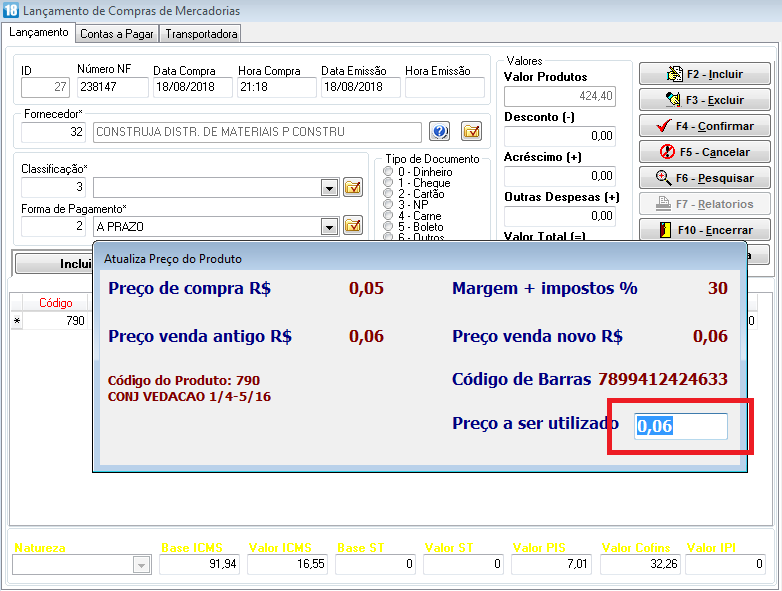 18 Lançamento de Compras de Mercadorias
Lançamento Contas a Pagar Transportadora
ID Número NF Data Compra Hora Compra Data Emissão Hora Emissão
27 238147 18/08/2018 21:18 18/08/2018
Fornecedor*
32 CONSTRUJA DISTR. DE MATERIAIS P CONSTRU
Classificação*
3
Forma de Pagamento*
2 A PRAZO
Tipo de Documento
0 - Dinheiro
1 - Cheque
2 - Cartão
3 - NP
4 - Carne
5 - Boleto
6 - Outros
Valores
Valor Produtos
424,40
Desconto (-)
0,00
Acréscimo (+)
0,00
Outras Despesas (+)
0,00
Valor Total (=)
F2 - Incluir
F3 - Excluir
F4 - Confirmar
F5 - Cancelar
F6 - Pesquisar
F7 - Relatorios
F10 - Encerrar
a
Inclui
Código
* 790
0
Atualiza Preço do Produto
Preço de compra R$ 0,05 Margem + impostos % 30
Preço venda antigo R$ 0,06 Preço venda novo R$ 0,06
Código do Produto: 790
CONJ VEDACAO 1/4-5/16
Código de Barras 7899412424633
Preço a ser utilizado 0,06
Natureza Base ICMS Valor ICMS Base ST Valor ST Valor PIS Valor Cofins Valor IPI
91,94 16,55 0 0 7,01 32,26 0